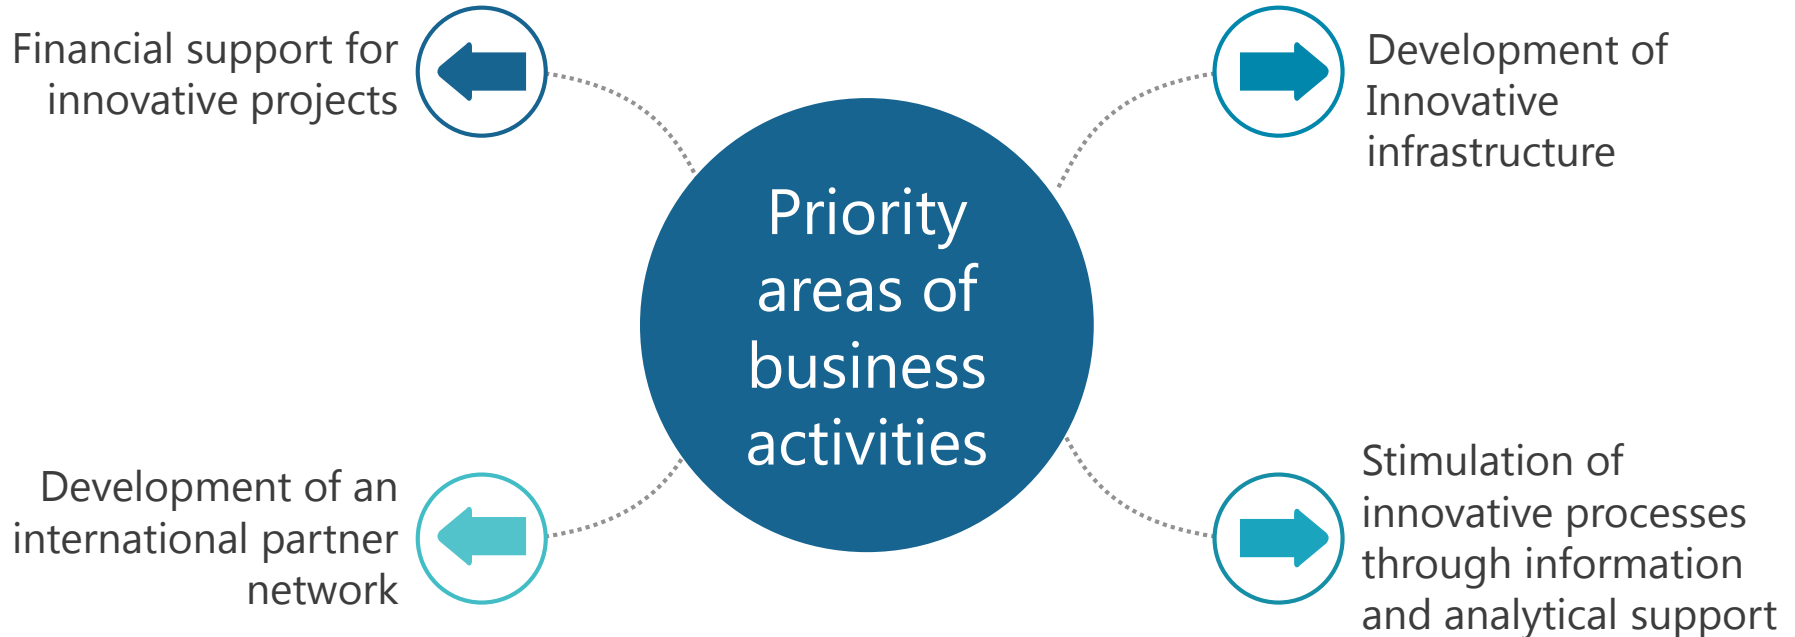 Financial support for
innovative projects
Development of
Innovative
infrastructure
Priority
areas of
business
activities
Development of an
international partner
network
Stimulation of
innovative processes
through information
and analytical support